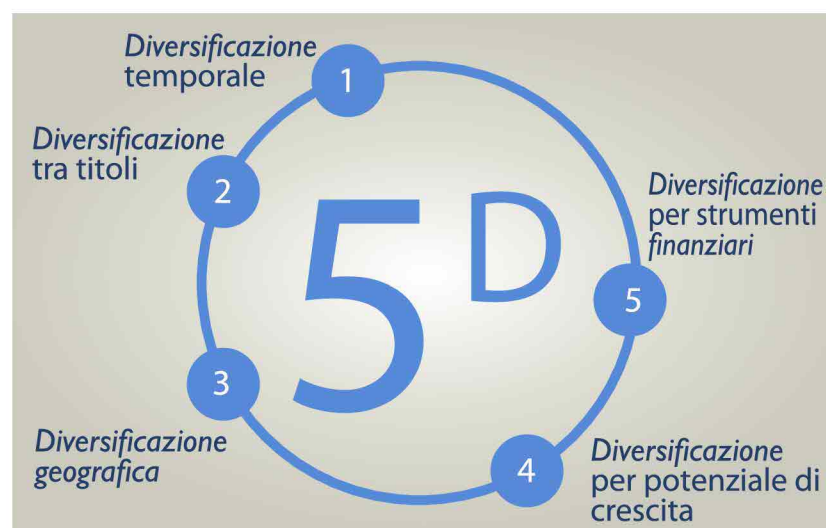 Diversificazione
temporale
1
Diversificazione
tra titoli
2
3
Diversificazione
geografica
4
Diversificazione
per potenziale di
crescita
5
Diversificazione
per strumenti
finanziari
5 D